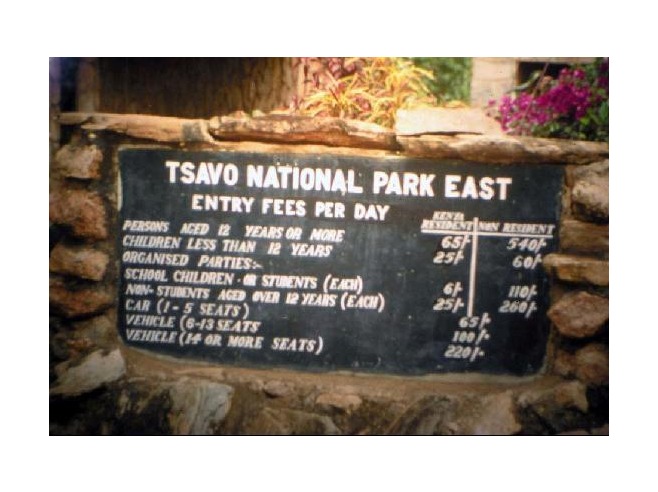 TSAVO NATIONAL PARK EAST
ENTRY FEES PER DAY
KENYA RESIDENT NON RESIDENT
PERSONS AGED 12 YEARS OR MORE 65/- 540/-
CHILDREN LESS THAN 12 YEARS 25/- 60/-
ORGANISED PARTIES:-
SCHOOL CHILDREN - OR STUDENTS (EACH) 6/- 110/-
NON-STUDENTS AGED OVER 12 YEARS (EACH) 25/- 260/-
CAR (1-5 SEATS) 65/-
VEHICLE (6-13 SEATS 100/-
VEHICLE (14 OR MORE SEATS) 220/-